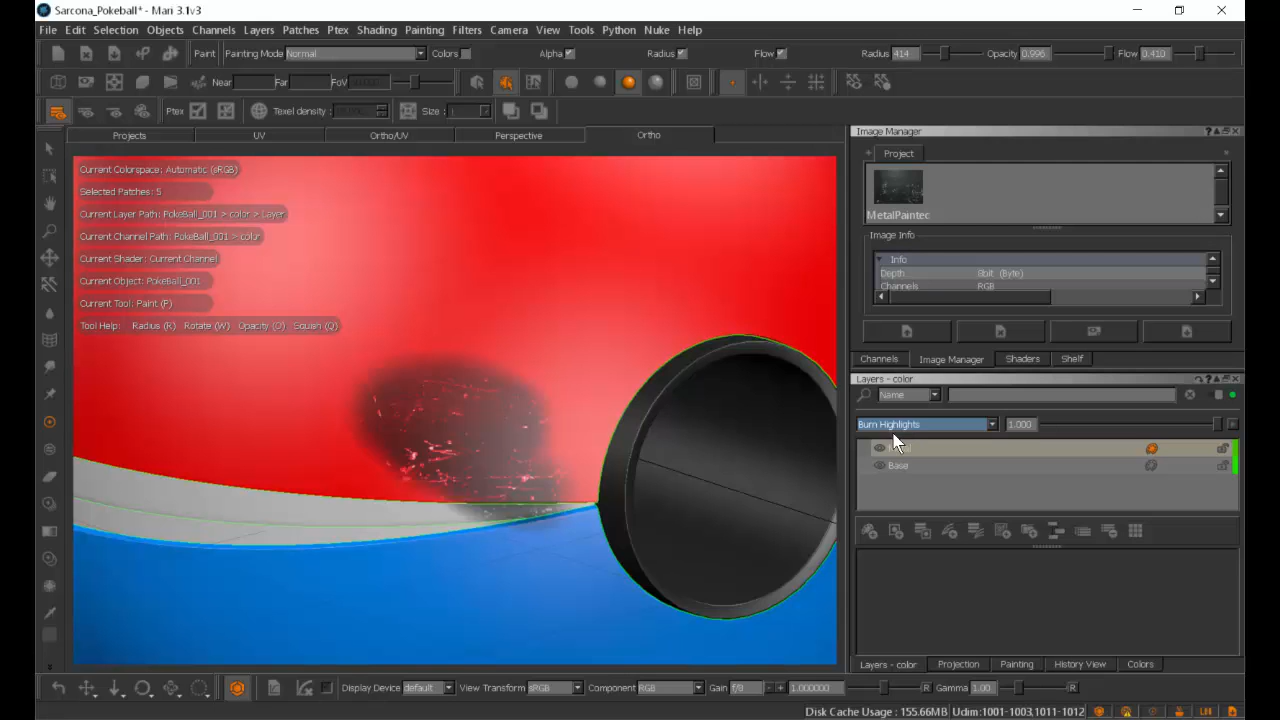 Sarcona_Pokeball* - Mari 3.1v3
File Edit Selection Objects Channels Layers Patches Ptex Shading Painting Filters Camera View Tools Python Nuke Help
Paint Painting Mode Normal Colors Alpha Radius Flow Radius 414 Opacity 0.996 Flow 0.410
Near Far FoV
Ptex Texel density: Size :
Projects UV Ortho/UV Perspective Ortho
Current Colorspace: Automatic (sRGB)
Selected Patches: 5
Current Layer Path: PokeBall_001 > color > Layer
Current Channel Path: PokeBall_001 > color
Current Shader: Current Channel
Current Object: PokeBall_001
Current Tool: Paint (P)
Tool Help: Radius (R) Rotate (W) Opacity (O) Squish (Q)
Image Manager
Project
MetalPainted
Image Info
Info
Depth 8bit (Byte)
Channels RGB
Channels Image Manager Shaders Shelf
Layers - color
Name
Burn Highlights 1.000
Base
Layers - color Projection Painting History View Colors
Display Device default View Transform sRGB Component RGB Gain f/8 1.000000 R Gamma 1.00 R
Disk Cache Usage : 155.66MB Udim:1001-1003,1011-1012